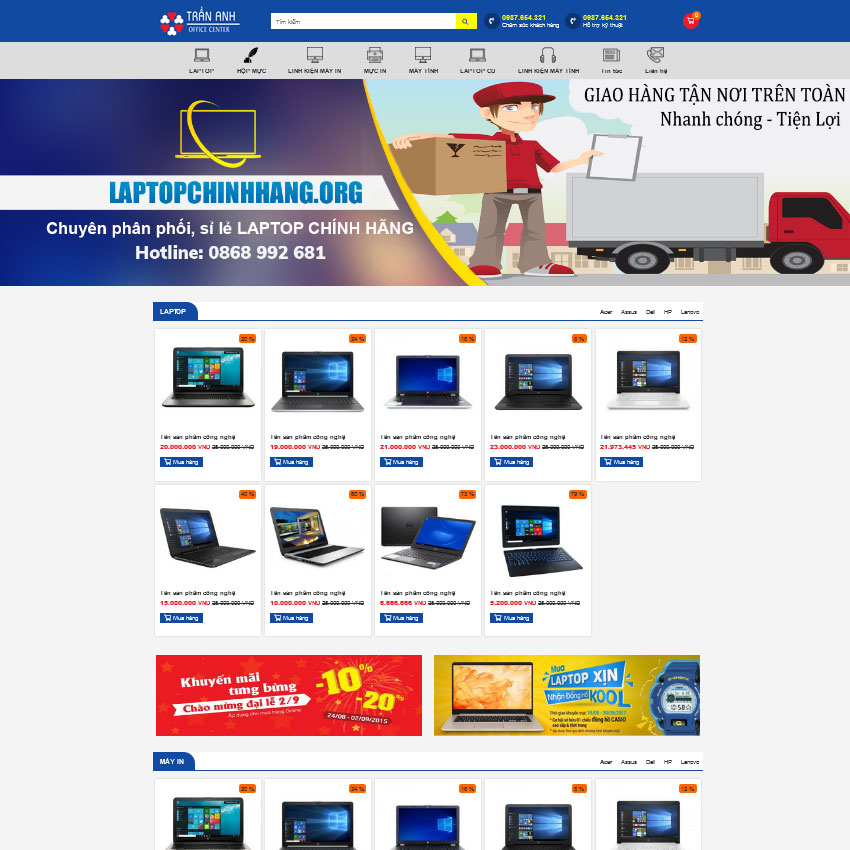 TRẦN ANH
OFFICE CENTER
Tìm kiếm
0987.654.321
Chăm sóc khách hàng
0987.654.321
Hỗ trợ kỹ thuật
0
LAPTOP
HỘP MỰC
LINH KIỆN MÁY IN
MỰC IN
MÁY TÍNH
LAPTOP CŨ
LINH KIỆN MÁY TÍNH
Tin tức
Liên hệ
GIAO HÀNG TẬN NƠI TRÊN TOÀN
Nhanh chóng - Tiện Lợi
LAPTOPCHINHHANG.ORG
Chuyên phân phối, sỉ lẻ LAPTOP CHÍNH HÃNG
Hotline: 0868 992 681
LAPTOP
Acer Assus Dell HP Lenovo
20 %
24 %
16 %
8 %
12 %
Tên sản phẩm công nghệ
20.000.000 VNĐ 25.000.000 VNĐ
Mua hàng
Tên sản phẩm công nghệ
19.000.000 VNĐ 25.000.000 VNĐ
Mua hàng
Tên sản phẩm công nghệ
21.000.000 VNĐ 25.000.000 VNĐ
Mua hàng
Tên sản phẩm công nghệ
23.000.000 VNĐ 25.000.000 VNĐ
Mua hàng
Tên sản phẩm công nghệ
21.973.445 VNĐ 25.000.000 VNĐ
Mua hàng
40 %
60 %
73 %
79 %
Tên sản phẩm công nghệ
15.000.000 VNĐ 25.000.000 VNĐ
Mua hàng
Tên sản phẩm công nghệ
10.000.000 VNĐ 25.000.000 VNĐ
Mua hàng
Tên sản phẩm công nghệ
6.666.666 VNĐ 25.000.000 VNĐ
Mua hàng
Tên sản phẩm công nghệ
5.200.000 VNĐ 25.000.000 VNĐ
Mua hàng
Khuyến mãi
tưng bừng
Chào mừng đại lễ 2/9
Áp dụng cho mua hàng Online
-10%
-20%
24/08 - 02/09/2015
Mua
LAPTOP XỊN
Nhận Đồng hồ
KOOL
MÁY IN
Acer Assus Dell HP Lenovo
20 %
24 %
16 %
8 %
12 %